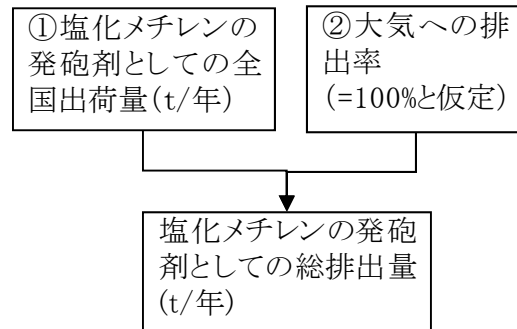 ①塩化メチレンの
発砲剤としての全
国出荷量(t/年)
②大気への排
出率
(=100%と仮定)
塩化メチレンの発砲
剤としての総排出量
(t/年)